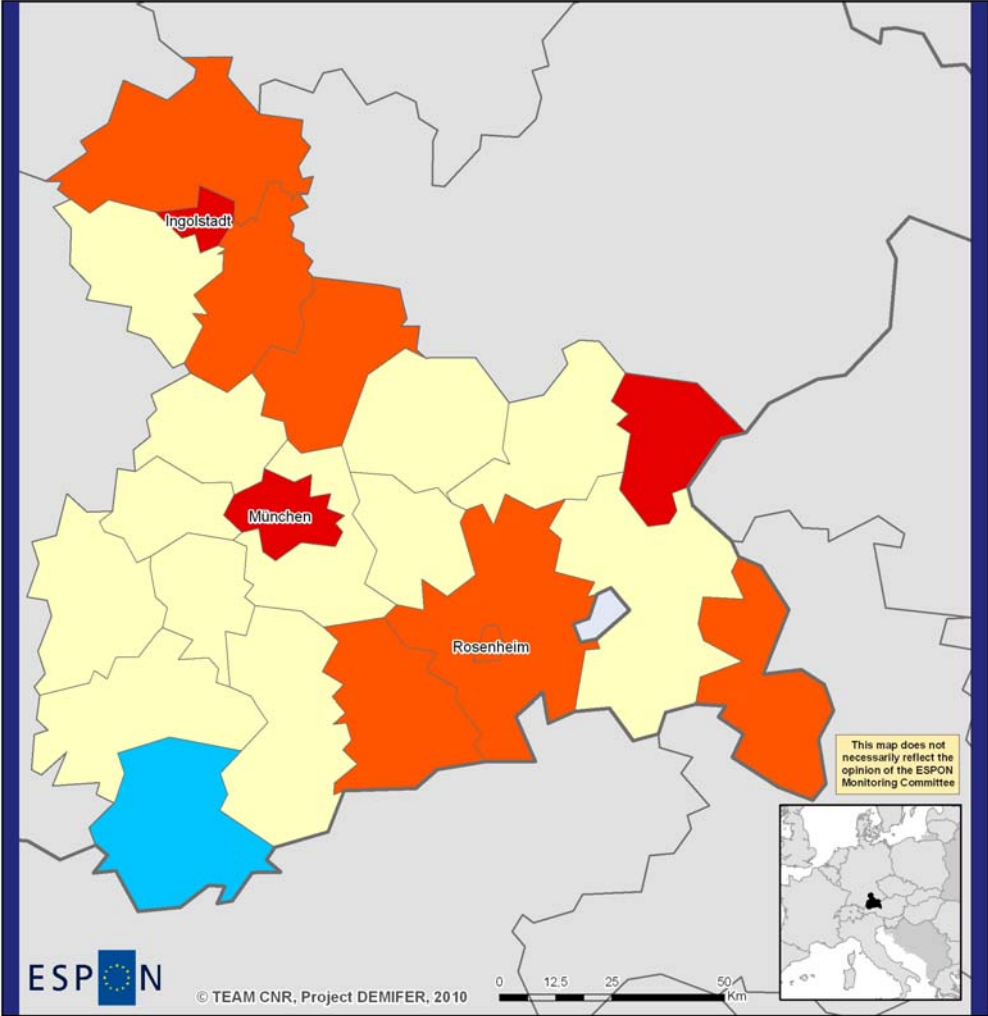 Ingolstadt
München
Rosenheim
This map does not
necessarily reflect the
opinion of the ESPON
Monitoring Committee
ESPON
© TEAM CNR, Project DEMIFER, 2010
0 12.5 25 50
Km